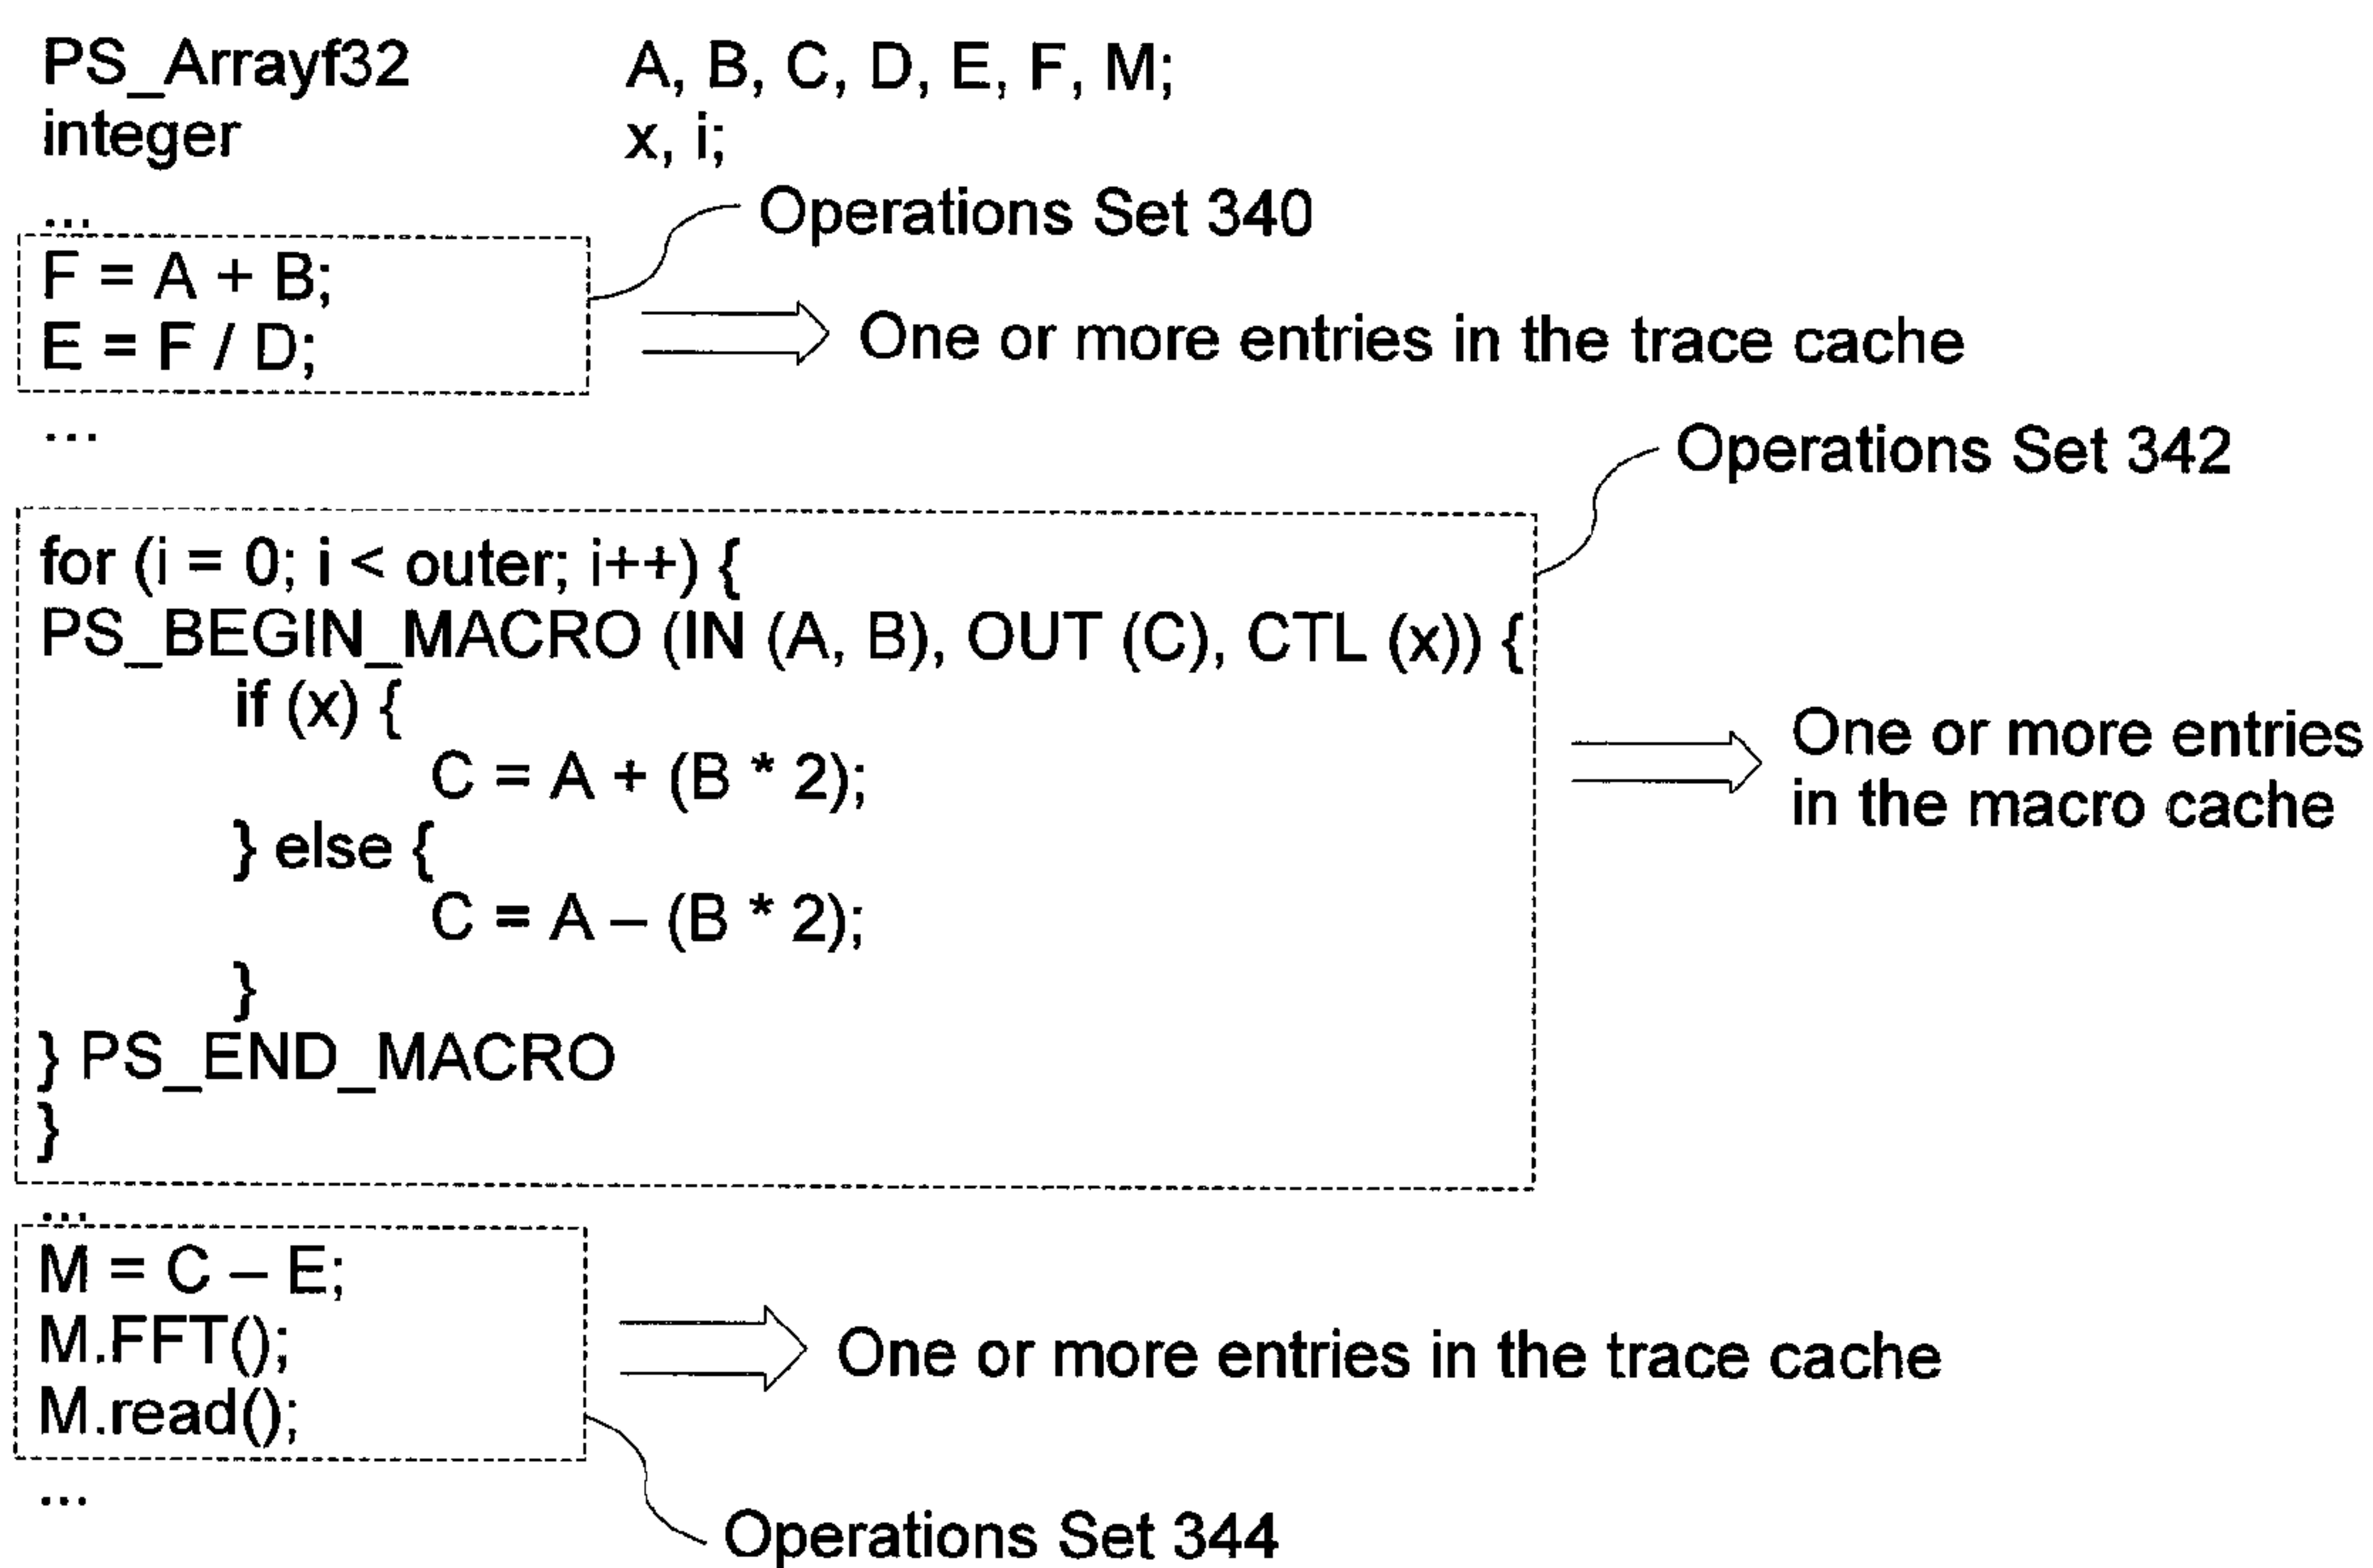 PS_Arrayf32 A, B, C, D, E, F, M;
integer x, i;
...
Operations Set 340
F = A + B;
E = F / D;
One or more entries in the trace cache
...
Operations Set 342
for (i = 0; i < outer; i++) {
PS_BEGIN_MACRO (IN (A, B), OUT (C), CTL (x)) {
if (x) {
C = A + (B * 2);
} else {
C = A – (B * 2);
}
} PS_END_MACRO
}
One or more entries
in the macro cache
...
M = C – E;
M.FFT();
M.read();
One or more entries in the trace cache
...
Operations Set 344